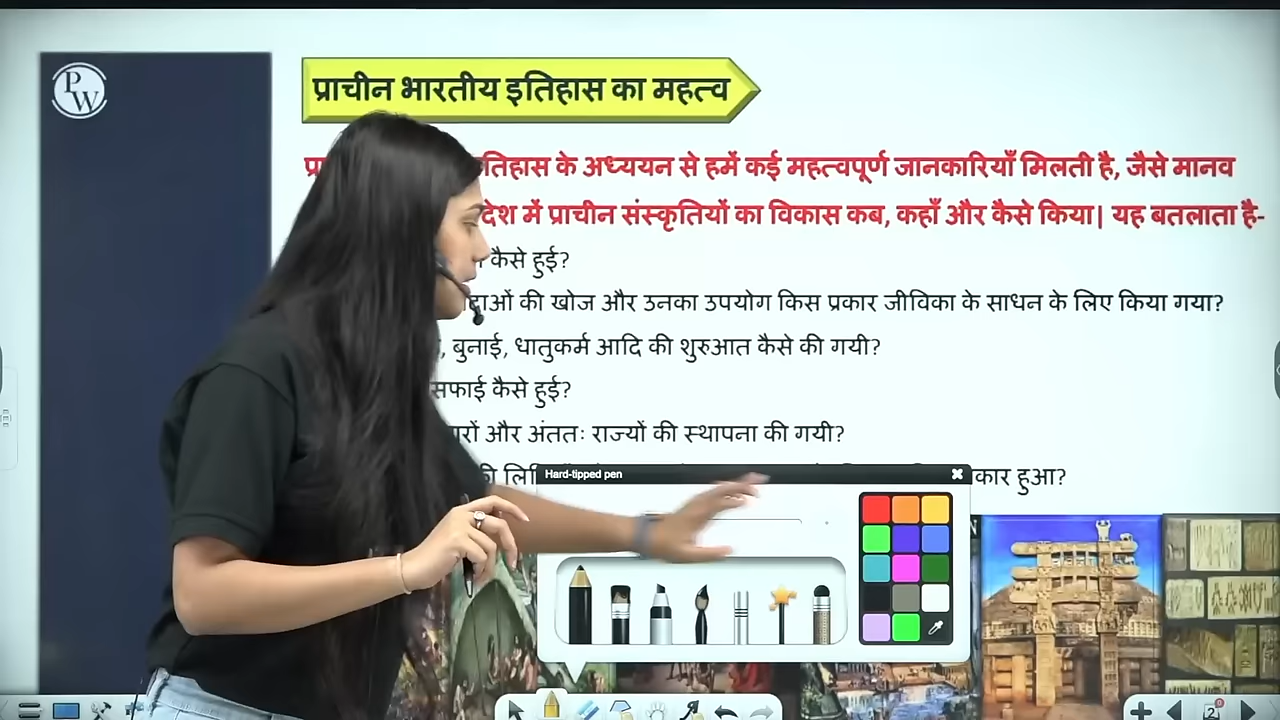 PW
प्राचीन भारतीय इतिहास का महत्व
के अध्ययन से हमें कई महत्वपूर्ण जानकारियाँ मिलती है, जैसे मानव
में प्राचीन संस्कृतियों का विकास कब, कहाँ और कैसे किया| यह बतलाता है-
कैसे हुई?
की खोज और उनका उपयोग किस प्रकार जीविका के साधन के लिए किया गया?
बुनाई, धातुकर्म आदि की शुरुआत कैसे की गयी?
कैसे हुई?
और अंततः राज्यों की स्थापना की गयी?
हुआ?
Hard-tipped pen
2